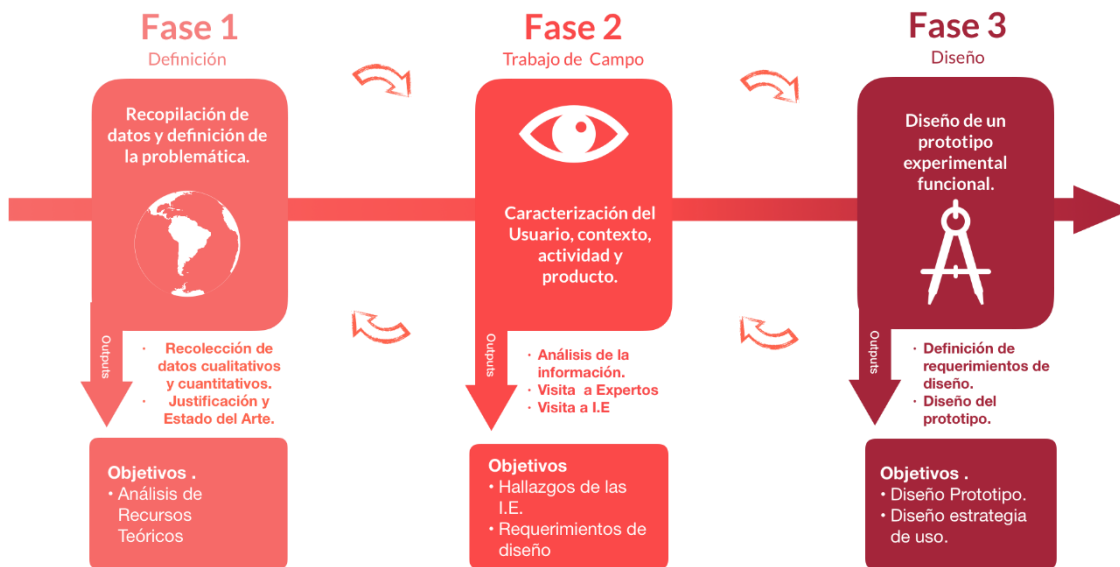 Fase 1
Definición
Recopilación de
datos y definición de
la problemática.
Outputs
· Recolección de
datos cualitativos
y cuantitativos.
· Justificación y
Estado del Arte.
Objetivos .
• Análisis de
Recursos
Teóricos
Fase 2
Trabajo de Campo
Caracterización del
Usuario, contexto,
actividad y
producto.
Outputs
· Análisis de la
información.
· Visita a Expertos
· Visita a I.E
Objetivos
• Hallazgos de las
I.E.
• Requerimientos de
diseño
Fase 3
Diseño
Diseño de un
prototipo
experimental
funcional.
Outputs
· Definición de
requerimientos de
diseño.
· Diseño del
prototipo.
Objetivos .
• Diseño Prototipo.
• Diseño estrategia
de uso.